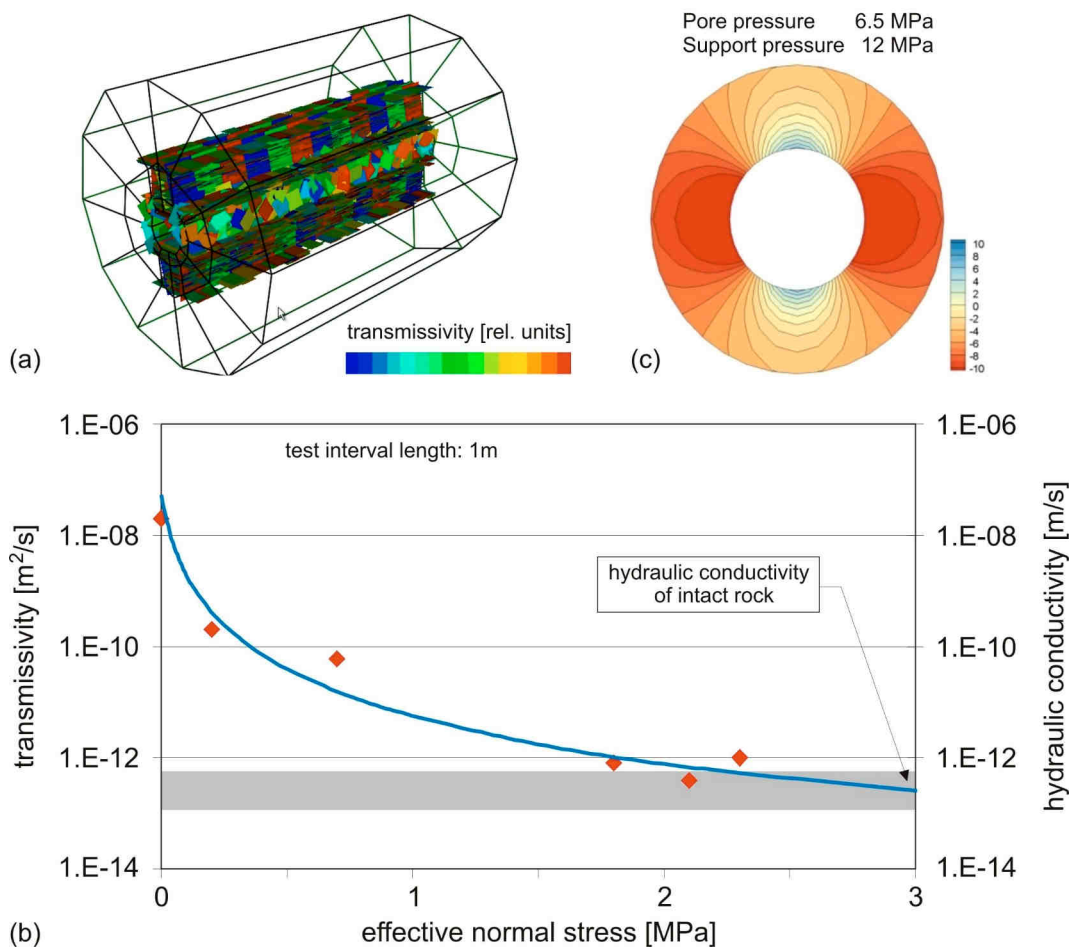 Pore pressure 6.5 MPa
Support pressure 12 MPa
transmissivity [rel. units]
(a)
(c)
10
8
6
4
2
0
-2
-4
-6
-8
-10
1.E-06
1.E-08
1.E-10
1.E-12
1.E-14
transmissivity [m²/s]
test interval length: 1m
hydraulic conductivity
of intact rock
1.E-06
1.E-08
1.E-10
1.E-12
1.E-14
hydraulic conductivity [m/s]
0 1 2 3
effective normal stress [MPa]
(b)